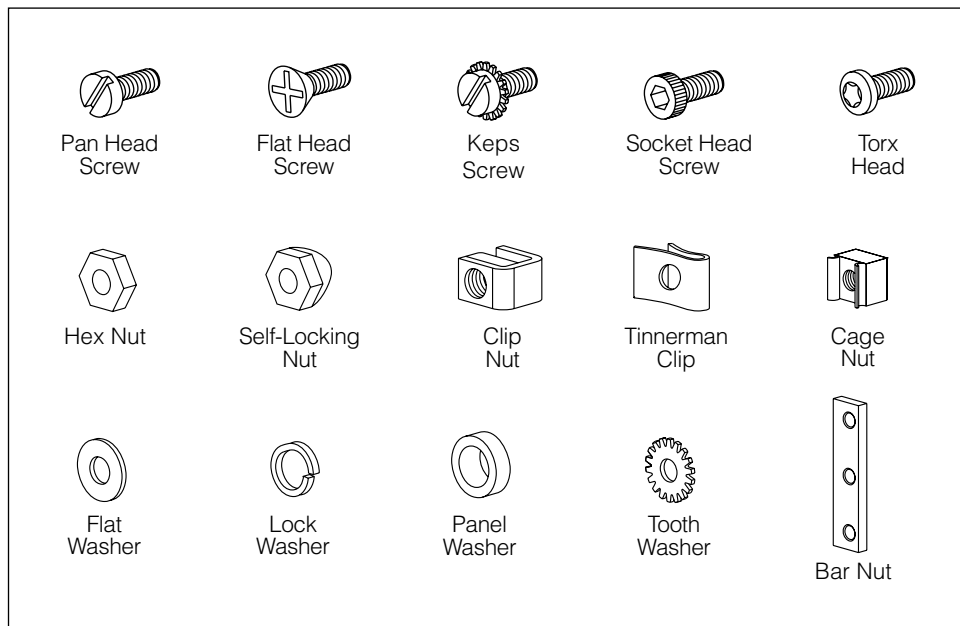 Pan Head
Screw
Flat Head
Screw
Keps
Screw
Socket Head
Screw
Torx
Head
Hex Nut
Self-Locking
Nut
Clip
Nut
Tinnerman
Clip
Cage
Nut
Flat
Washer
Lock
Washer
Panel
Washer
Tooth
Washer
Bar Nut